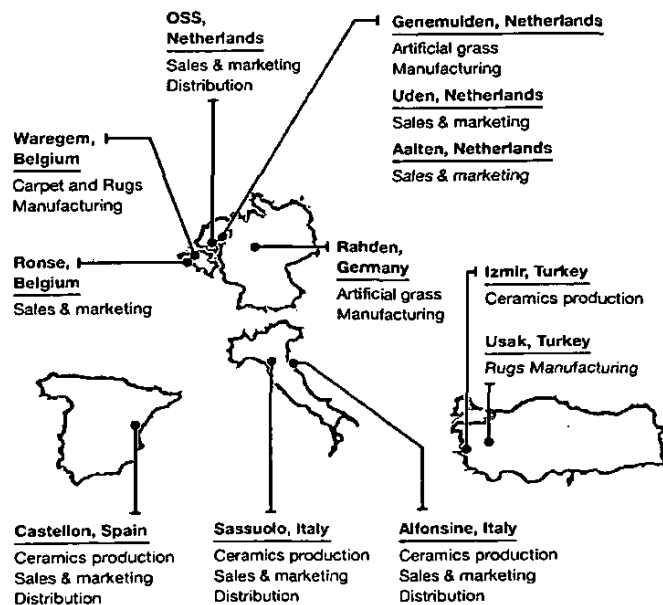 OSS,
Netherlands
Sales & marketing
Distribution
Genemuiden, Netherlands
Artificial grass
Manufacturing
Uden, Netherlands
Sales & marketing
Aalten, Netherlands
Sales & marketing
Waregem,
Belgium
Carpet and Rugs
Manufacturing
Ronse,
Belgium
Sales & marketing
Rahden,
Germany
Artificial grass
Manufacturing
Izmir, Turkey
Ceramics production
Usak, Turkey
Rugs Manufacturing
Castellon, Spain
Ceramics production
Sales & marketing
Distribution
Sassuolo, Italy
Ceramics production
Sales & marketing
Distribution
Alfonsine, Italy
Ceramics production
Sales & marketing
Distribution